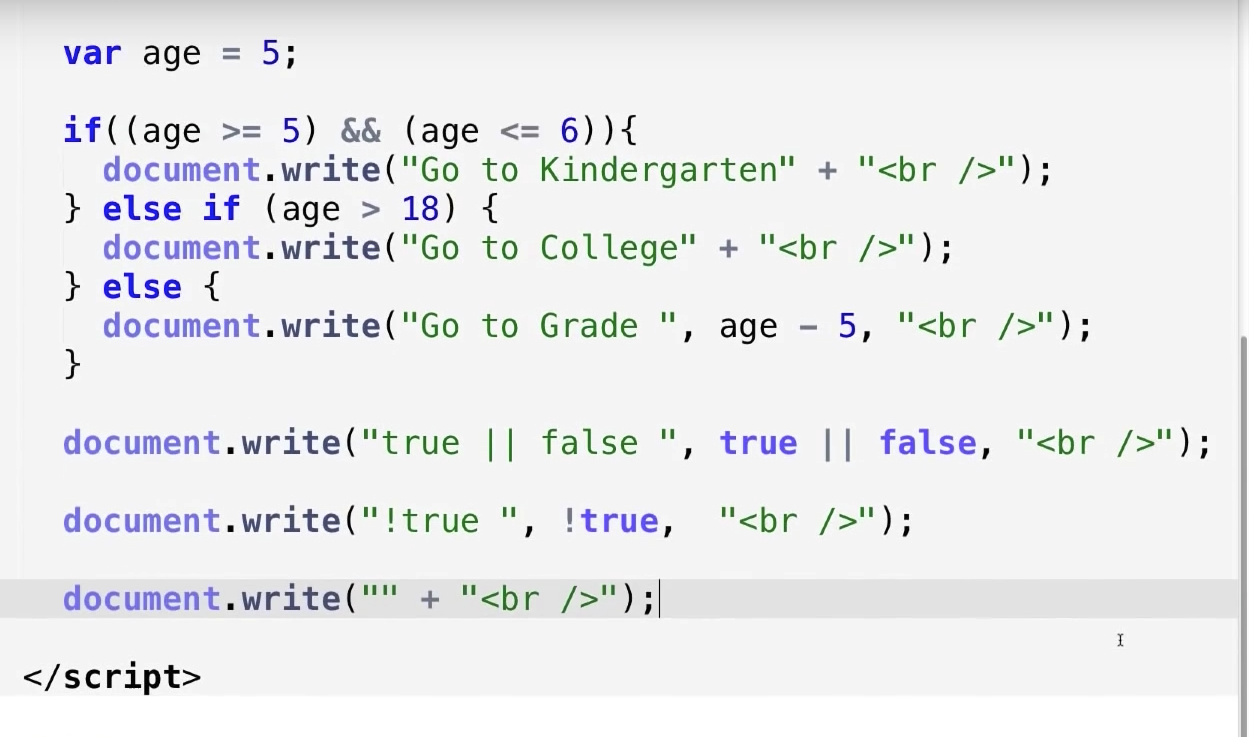 var age = 5;
if((age >= 5) && (age <= 6)){
document.write("Go to Kindergarten" + "<br />");
} else if (age > 18) {
document.write("Go to College" + "<br />");
} else {
document.write("Go to Grade ", age - 5, "<br />");
}
document.write("true || false ", true || false, "<br />");
document.write("!true ", !true,  "<br />");
document.write("" + "<br />");
</script>